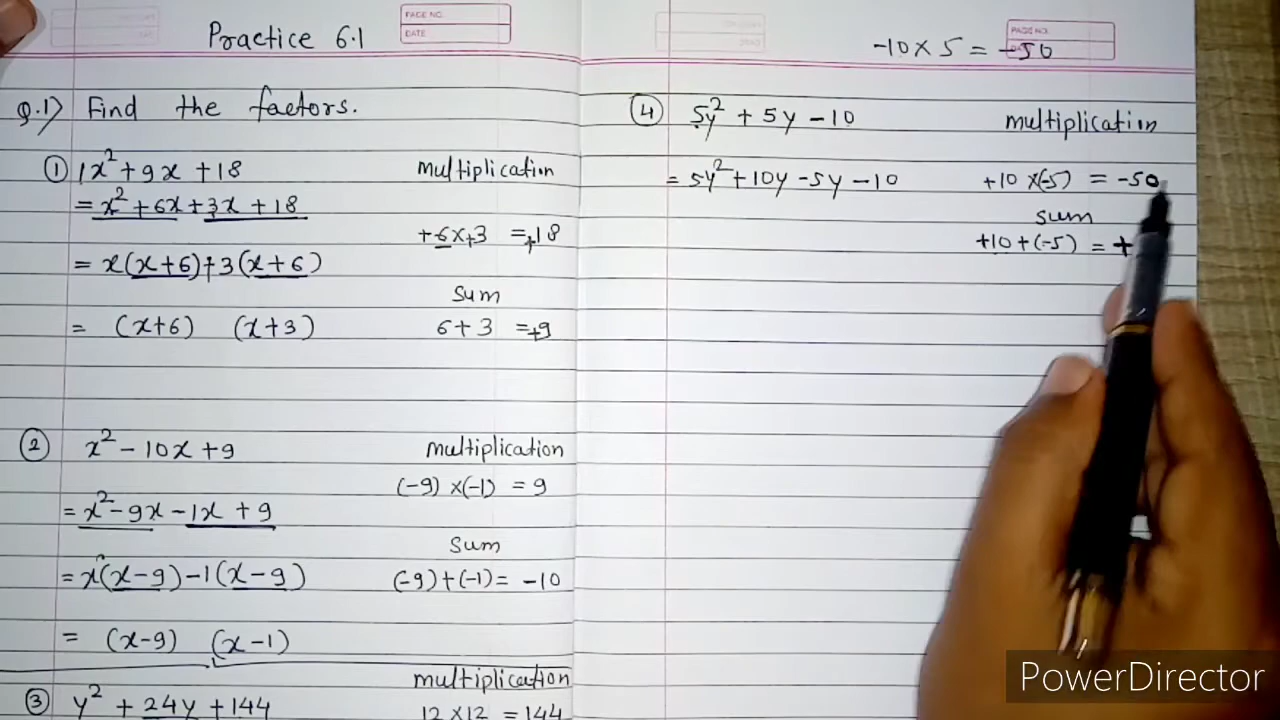 PAGE NO.
DATE
Practice 6.1
Q.1) Find the factors.
① 1x² + 9x + 18 multiplication
= x² + 6x + 3x + 18
+6x+3 = +18
= x(x+6)+3(x+6)
Sum
= (x+6) (x+3) 6+3 = +9
② x² - 10x + 9 multiplication
(-9) x(-1) = 9
= x² - 9x - 1x + 9
Sum
= x(x-9)-1(x-9) (-9)+(-1) = -10
= (x-9) (x-1)
multiplication
③ y² + 24y + 144 12 x12 = 144
PAGE NO.
-10 x 5 = -50
④ 5y² + 5y - 10 multiplication
= 5y² + 10y - 5y - 10 +10 x(-5) = -50
Sum
+10+(-5) = +
PowerDirector